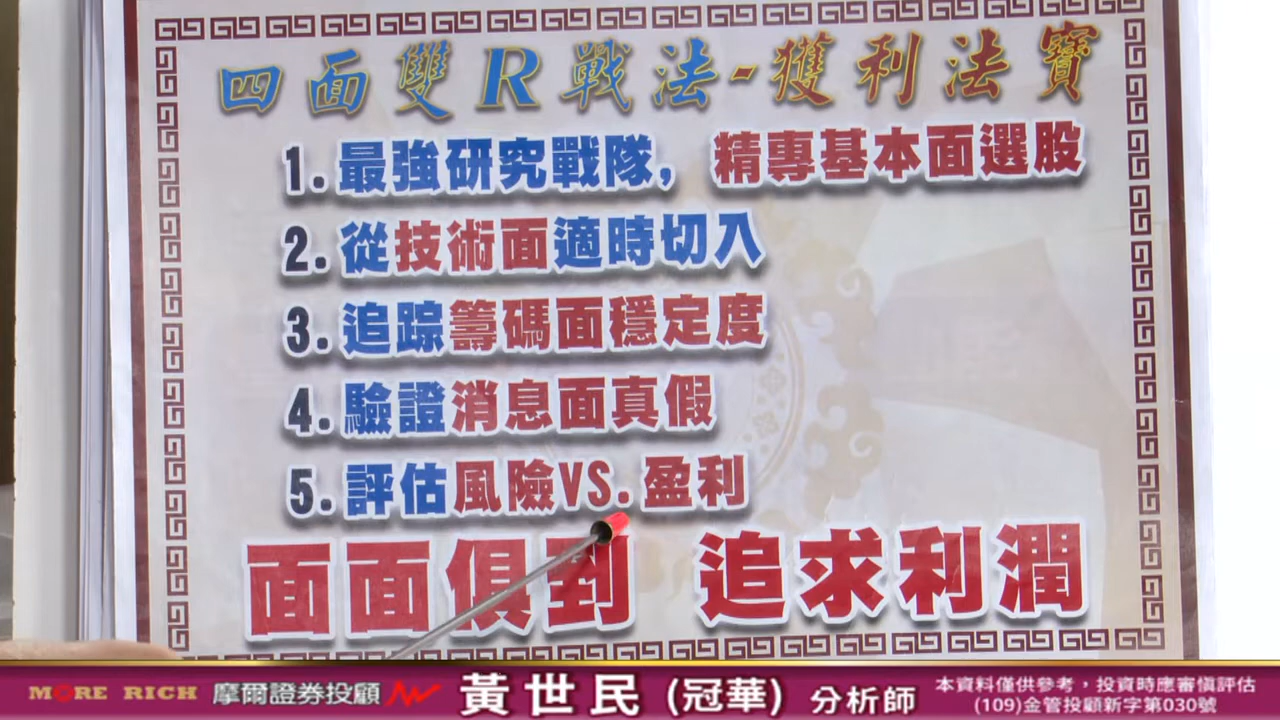 四面雙R戰法-獲利法寶
1.最強研究戰隊，精專基本面選股
2.從技術面適時切入
3.追踪籌碼面穩定度
4.驗證消息面真假
5.評估風險VS.盈利
面面俱到 追求利潤
MORE RICH 摩爾證券投顧 黃世民(冠華) 分析師
本資料僅供參考，投資時應審慎評估
(109)金管投顧新字第030號